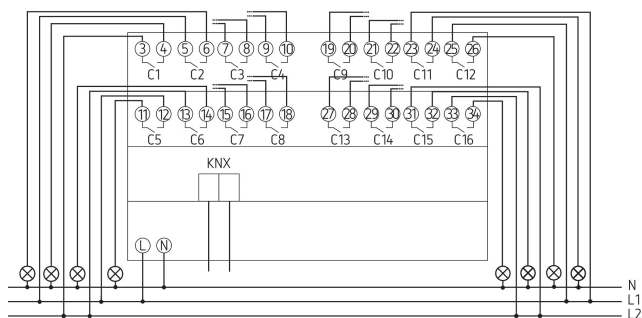 3 4 5 6 7 8 9 10 19 20 21 22 23 24 25 26
C1 C2 C3 C4 C9 C10 C11 C12
11 12 13 14 15 16 17 18 27 28 29 30 31 32 33 34
C5 C6 C7 C8 C13 C14 C15 C16
KNX
L N
N
L1
L2